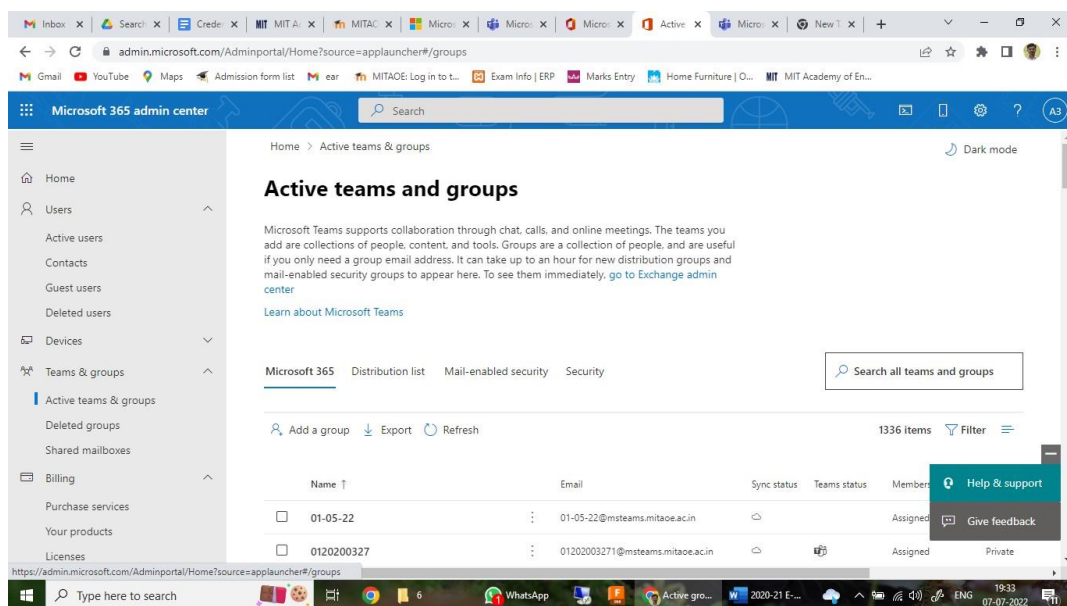 Inbox
Search
Creder
MIT MIT A
MITAC
Micros
Micros
Micros
Active
Micros
New T
admin.microsoft.com/Adminportal/Home?source=applauncher#/groups
Gmail YouTube Maps Admission form list ear MITAOE: Log in to t... Exam Info | ERP Marks Entry Home Furniture | O... MIT MIT Academy of En...
Microsoft 365 admin center
Search
? A3
Home > Active teams & groups
Dark mode
Home
Users
Active users
Contacts
Guest users
Deleted users
Devices
Teams & groups
Active teams & groups
Deleted groups
Shared mailboxes
Billing
Purchase services
Your products
Licenses
Active teams and groups
Microsoft Teams supports collaboration through chat, calls, and online meetings. The teams you
add are collections of people, content, and tools. Groups are a collection of people, and are useful
if you only need a group email address. It can take up to an hour for new distribution groups and
mail-enabled security groups to appear here. To see them immediately, go to Exchange admin
center
Learn about Microsoft Teams
Microsoft 365 Distribution list Mail-enabled security Security
Search all teams and groups
Add a group Export Refresh
1336 items Filter
Name ↑ Email Sync status Teams status Members
01-05-22 01-05-22@msteams.mitaoe.ac.in Assigned
0120200327 01202003271@msteams.mitaoe.ac.in Assigned Private
Help & support
Give feedback
https://admin.microsoft.com/Adminportal/Home?source=applauncher#/groups
Type here to search
6
WhatsApp
Active gro...
2020-21 E-...
ENG
19:33
07-07-2022
11